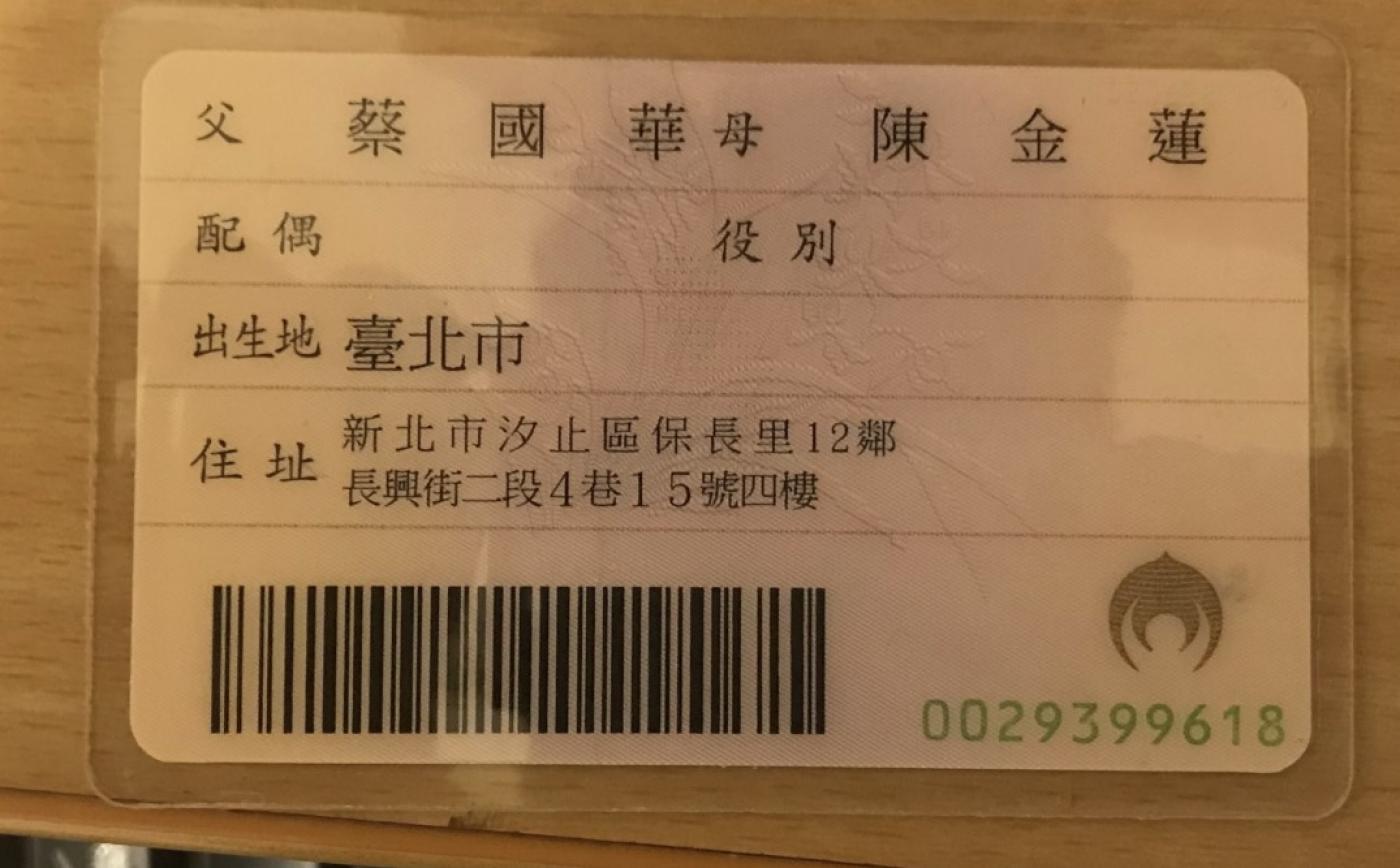 父 蔡國華 母 陳金蓮
配偶 役別
出生地 臺北市
住址 新北市汐止區保長里12鄰
長興街二段4巷15號四樓
0029399618